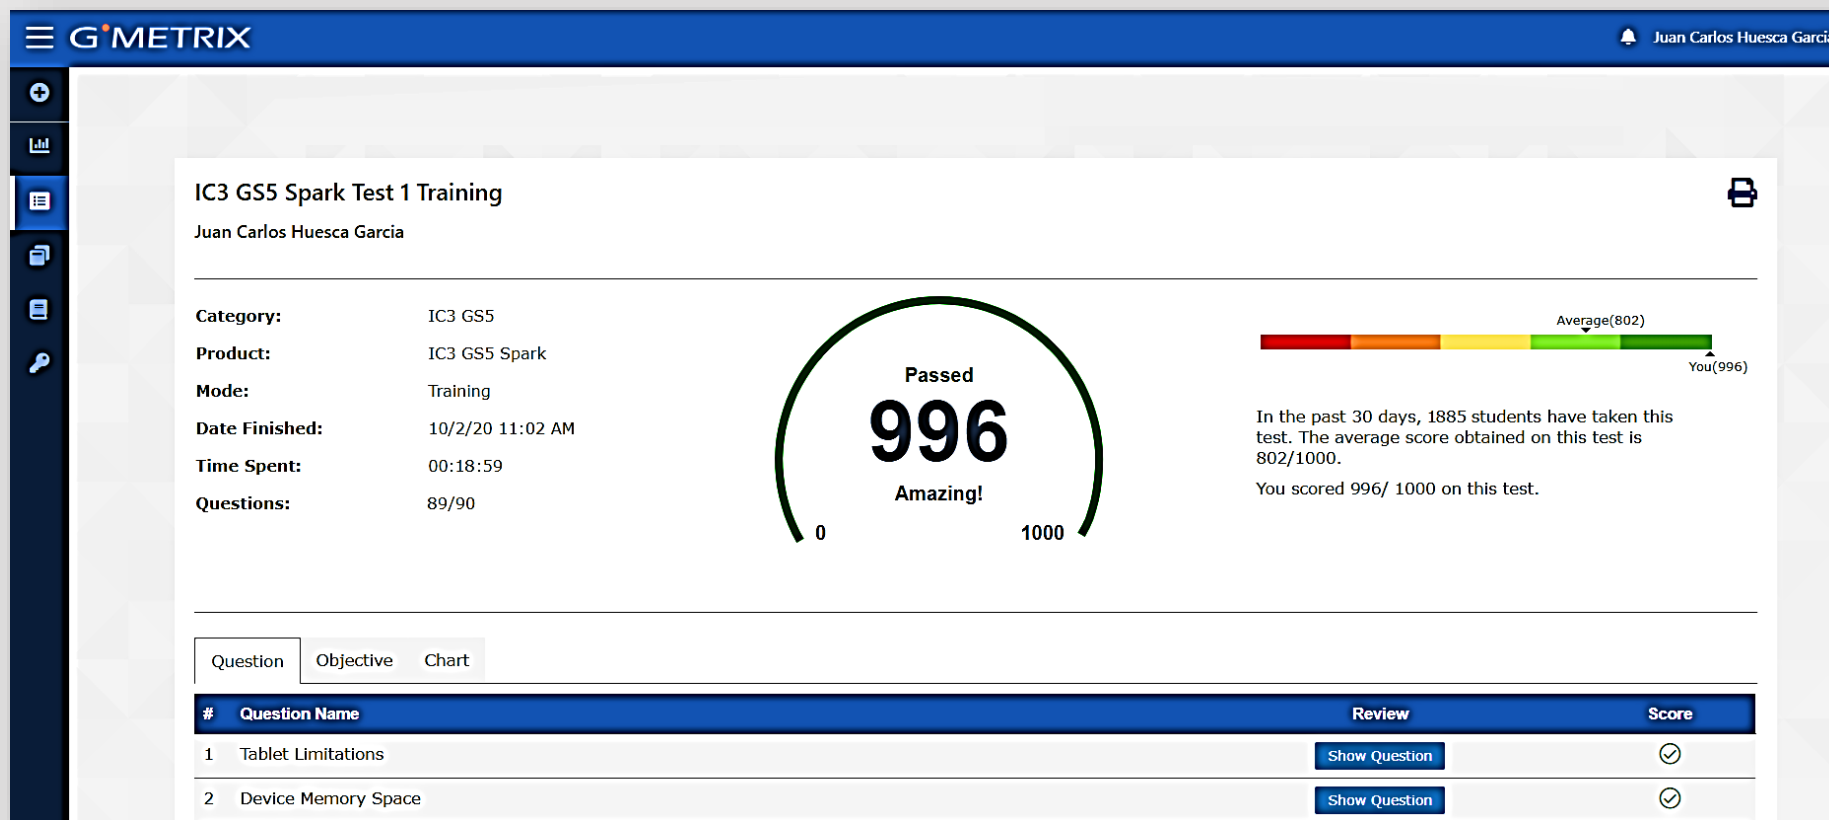 G METRIX
Juan Carlos Huesca Garcia
IC3 GS5 Spark Test 1 Training
Juan Carlos Huesca Garcia
Category: IC3 GS5
Product: IC3 GS5 Spark
Mode: Training
Date Finished: 10/2/20 11:02 AM
Time Spent: 00:18:59
Questions: 89/90
Passed
996
Amazing!
0 1000
Average(802)
You(996)
In the past 30 days, 1885 students have taken this
test. The average score obtained on this test is
802/1000.
You scored 996/ 1000 on this test.
Question Objective Chart
# Question Name Review Score
1 Tablet Limitations Show Question
2 Device Memory Space Show Question